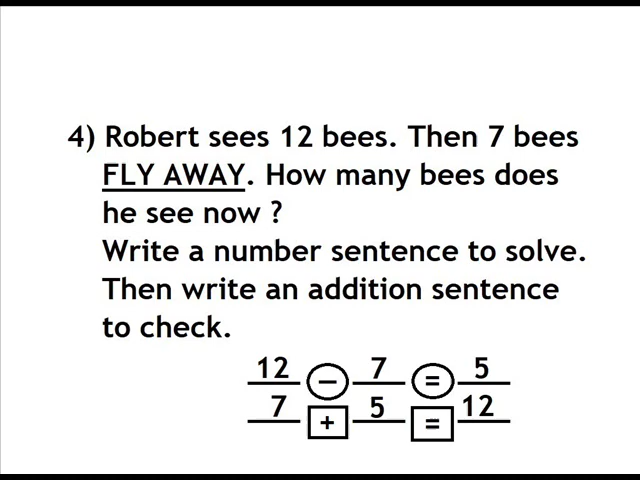 4) Robert sees 12 bees. Then 7 bees
FLY AWAY. How many bees does
he see now ?
Write a number sentence to solve.
Then write an addition sentence
to check.
12 − 7 = 5
7 + 5 = 12